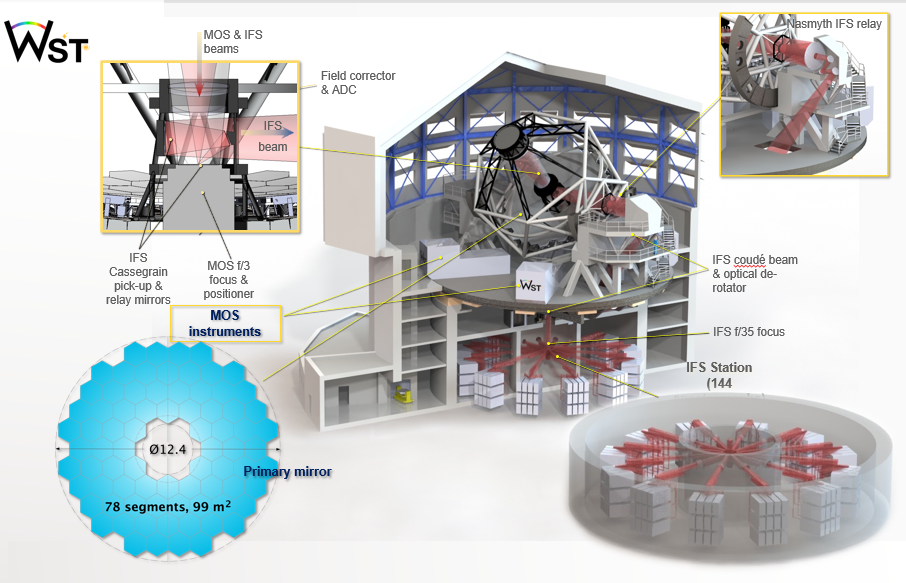 WST
MOS & IFS
beams
Field corrector
& ADC
IFS
beam
Nasmyth IFS relay
IFS
Cassegrain
pick-up &
relay mirrors
MOS f/3
focus &
positioner
MOS
instruments
WST
IFS coudé beam
& optical de-
rotator
IFS f/35 focus
IFS Station
(144
Ø12.4
Primary mirror
78 segments, 99 m²